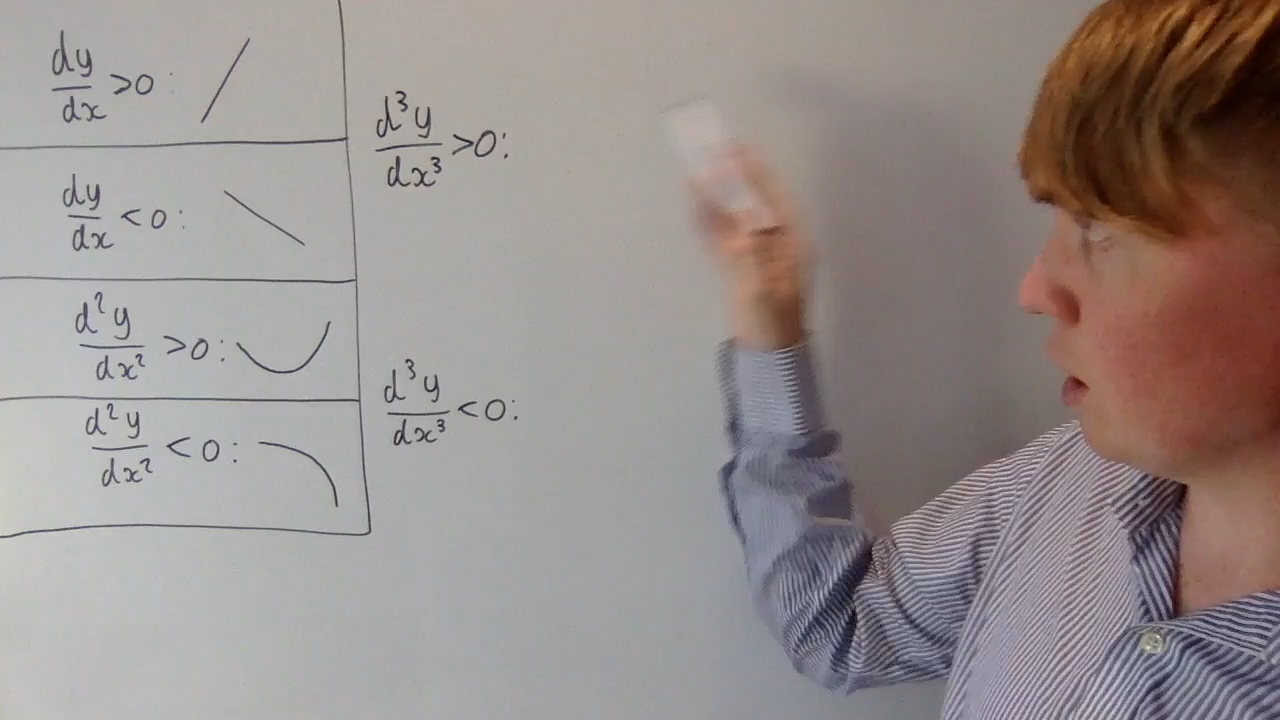 dy/dx >0 :
dy/dx < 0 :
d²y/dx² >0 :
d²y/dx² < 0 :
d³y/dx³ >0 :
d³y/dx³ < 0 :